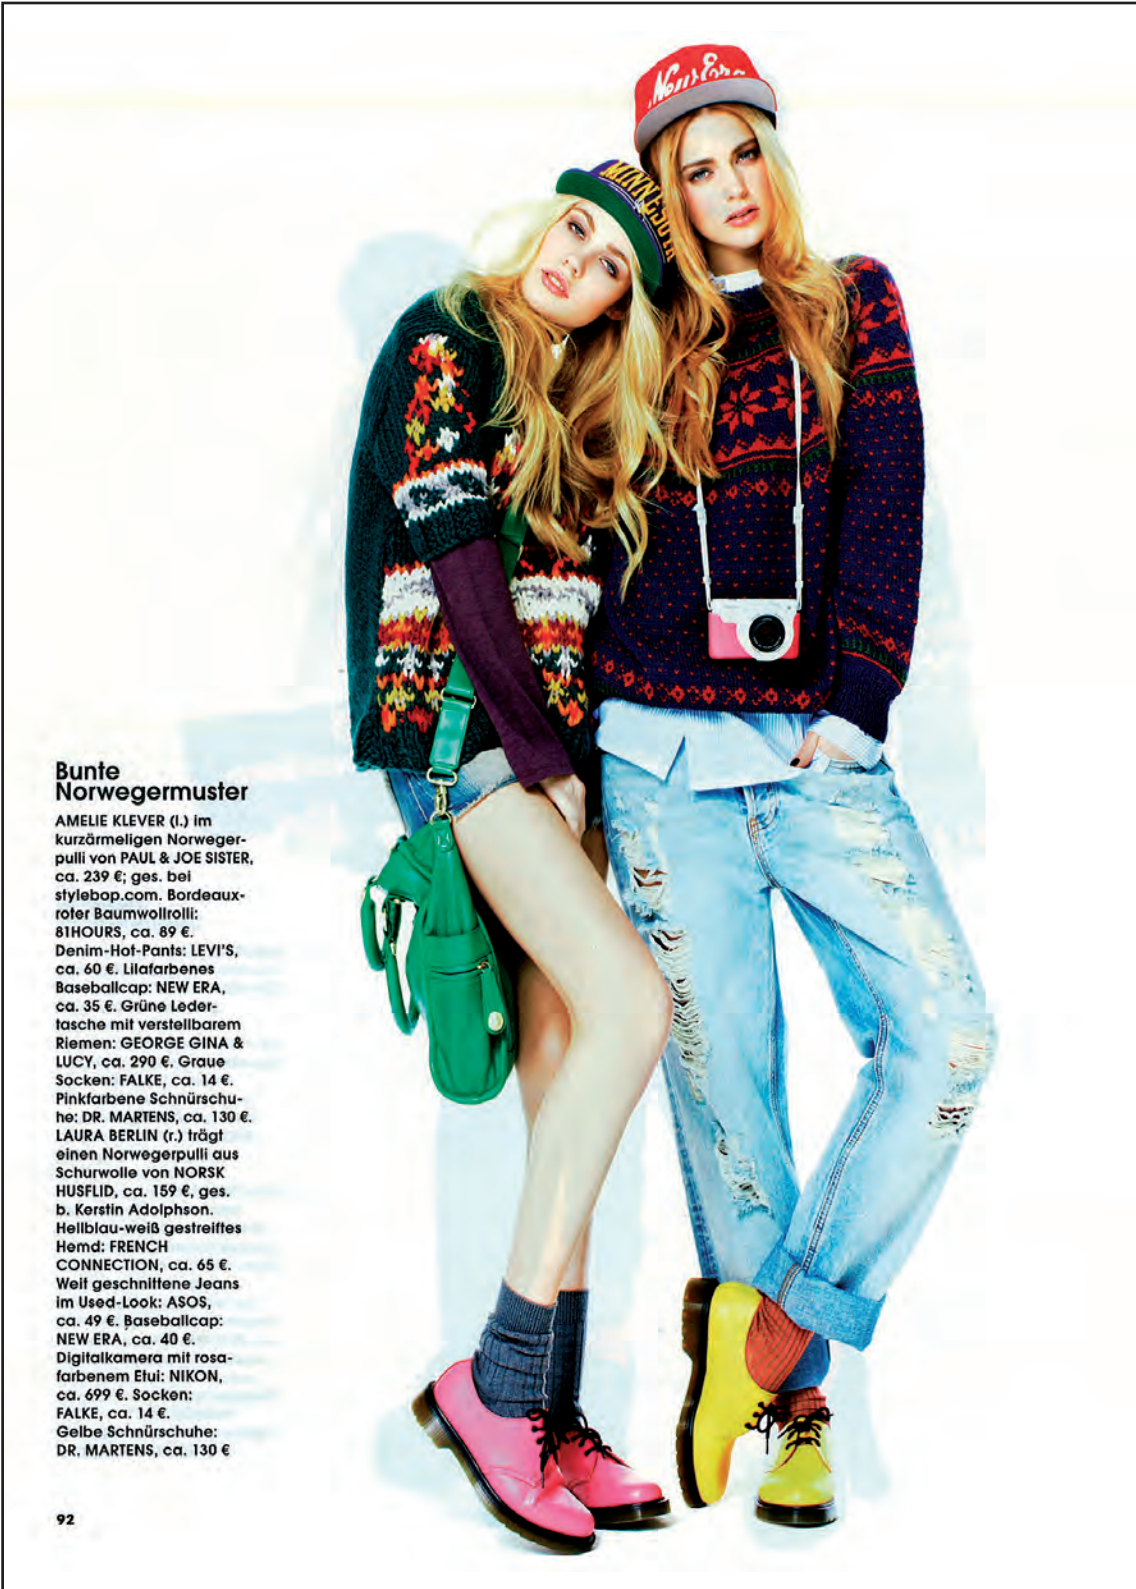 New Era
MINNESOTA
Bunte
Norwegermuster
AMELIE KLEVER (l.) im
kurzärmeligen Norweger-
pulli von PAUL & JOE SISTER,
ca. 239 €; ges. bei
stylebop.com. Bordeaux-
roter Baumwollrolli:
81HOURS, ca. 89 €.
Denim-Hot-Pants: LEVI'S,
ca. 60 €. Lilafarbenes
Baseballcap: NEW ERA,
ca. 35 €. Grüne Leder-
tasche mit verstellbarem
Riemen: GEORGE GINA &
LUCY, ca. 290 €. Graue
Socken: FALKE, ca. 14 €.
Pinkfarbene Schnürschu-
he: DR. MARTENS, ca. 130 €.
LAURA BERLIN (r.) trägt
einen Norwegerpulli aus
Schurwolle von NORSK
HUSFLID, ca. 159 €, ges.
b. Kerstin Adolphson.
Hellblau-weiß gestreiftes
Hemd: FRENCH
CONNECTION, ca. 65 €.
Weit geschnittene Jeans
im Used-Look: ASOS,
ca. 49 €. Baseballcap:
NEW ERA, ca. 40 €.
Digitalkamera mit rosa-
farbenem Etui: NIKON,
ca. 699 €. Socken:
FALKE, ca. 14 €.
Gelbe Schnürschuhe:
DR. MARTENS, ca. 130 €
92